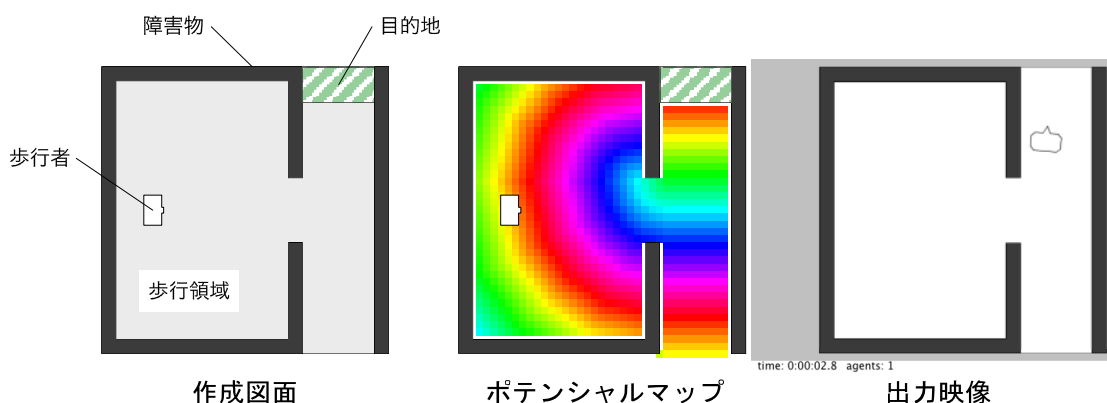 障害物
目的地
歩行者
歩行領域
time: 0:00:02.8 agents: 1
作成図面
ポテンシャルマップ
出力映像